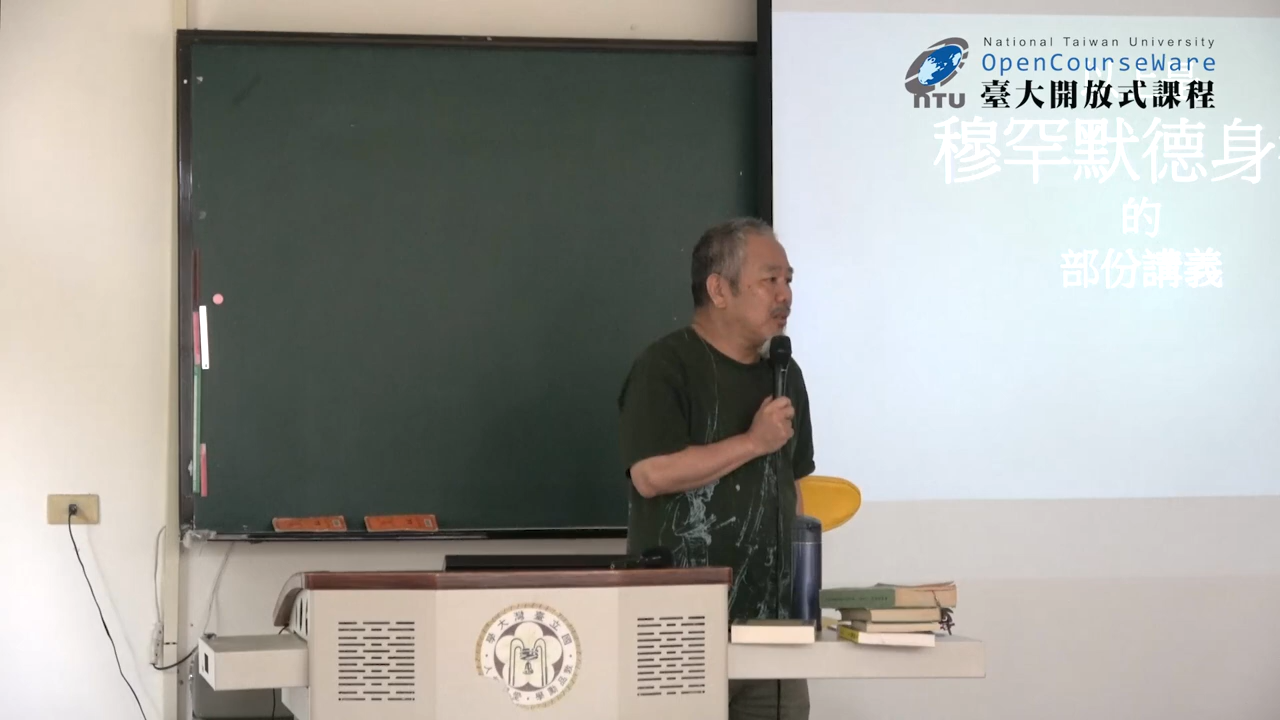 National Taiwan University
OpenCourseWare
nTU
臺大開放式課程
穆罕默德身
的
部份講義